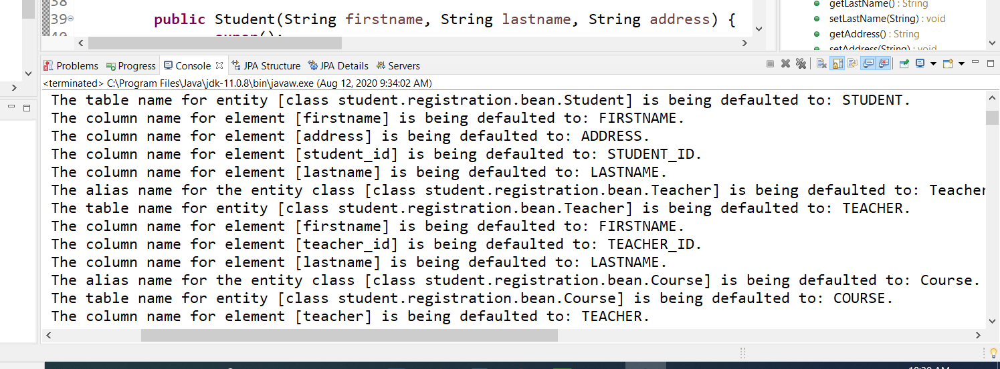 38
39 public Student(String firstname, String lastname, String address) {
40 super();
getLastName() : String
setLastName(String) : void
getAddress() : String
setAddress(String) : void
Problems Progress Console JPA Structure JPA Details Servers
<terminated> C:\Program Files\Java\jdk-11.0.8\bin\javaw.exe (Aug 12, 2020 9:34:02 AM)
The table name for entity [class student.registration.bean.Student] is being defaulted to: STUDENT.
The column name for element [firstname] is being defaulted to: FIRSTNAME.
The column name for element [address] is being defaulted to: ADDRESS.
The column name for element [student_id] is being defaulted to: STUDENT_ID.
The column name for element [lastname] is being defaulted to: LASTNAME.
The alias name for the entity class [class student.registration.bean.Teacher] is being defaulted to: Teacher
The table name for entity [class student.registration.bean.Teacher] is being defaulted to: TEACHER.
The column name for element [firstname] is being defaulted to: FIRSTNAME.
The column name for element [teacher_id] is being defaulted to: TEACHER_ID.
The column name for element [lastname] is being defaulted to: LASTNAME.
The alias name for the entity class [class student.registration.bean.Course] is being defaulted to: Course.
The table name for entity [class student.registration.bean.Course] is being defaulted to: COURSE.
The column name for element [teacher] is being defaulted to: TEACHER.